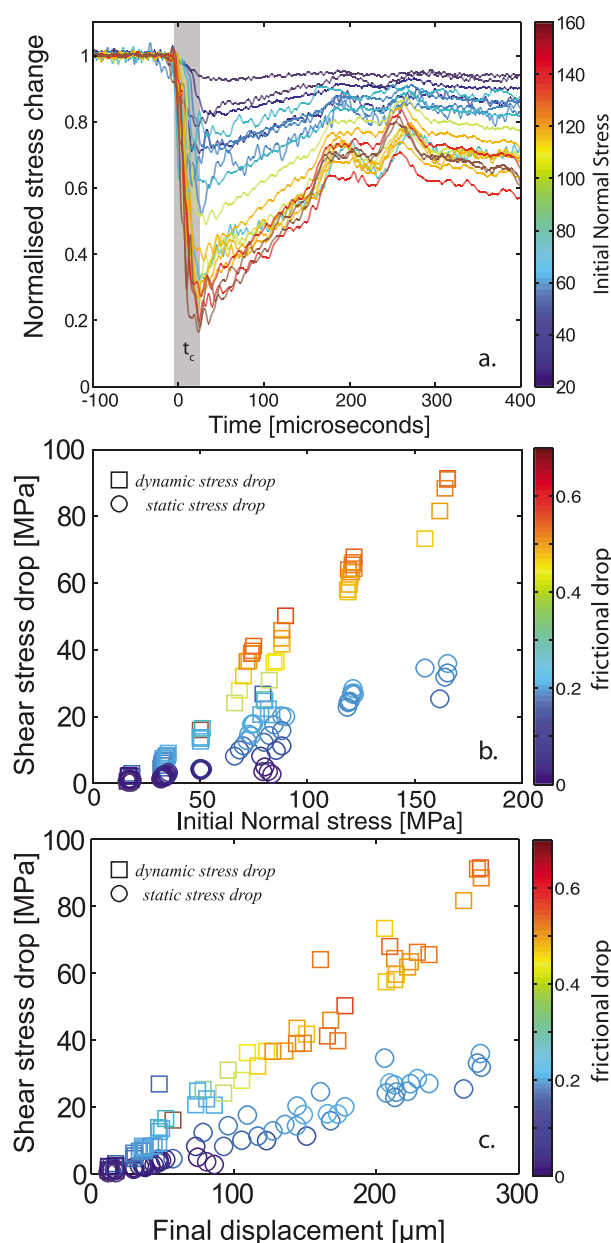 Normalised stress change
1
0.8
0.6
0.4
0.2
0
-100
0
100
200
300
400
t_c
a.
Time [microseconds]
160
140
120
100
80
60
40
20
Initial Normal Stress
Shear stress drop [MPa]
100
80
60
40
20
0
dynamic stress drop
static stress drop
b.
0
50
100
150
200
Initial Normal stress [MPa]
0.6
0.4
0.2
0
frictional drop
Shear stress drop [MPa]
100
80
60
40
20
0
dynamic stress drop
static stress drop
c.
0
100
200
300
Final displacement [µm]
0.6
0.4
0.2
0
frictional drop